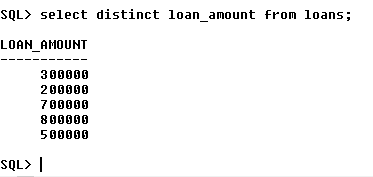 SQL> select distinct loan_amount from loans;
LOAN_AMOUNT
-----------
300000
200000
700000
800000
500000
SQL>